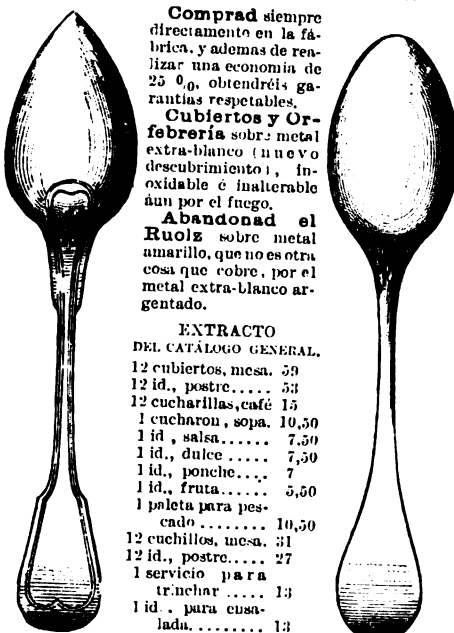 Comprad siempre
directamente en la fá-
brica, y ademas de rea-
lizar una economía de
25 %, obtendréis ga-
rantías respetables.
Cubiertos y Or-
febrería sobre metal
extra-blanco (nuevo
descubrimiento), in-
oxidable é inalterable
áun por el fuego.
Abandonad el
Ruolz sobre metal
amarillo, que no es otra
cosa que cobre, por el
metal extra-blanco ar-
gentado.
EXTRACTO
DEL CATÁLOGO GENERAL.
12 cubiertos, mesa. 59
12 id., postre..... 53
12 cucharillas, café 15
1 cucharon, sopa. 10,50
1 id., salsa...... 7,50
1 id., dulce ..... 7,50
1 id., ponche.... 7
1 id., fruta...... 5,50
1 paleta para pes-
cado ........ 10,50
12 cuchillos, mesa. 31
12 id., postre..... 27
1 servicio para
trinchar ..... 13
1 id.. para ensa-
lada......... 13